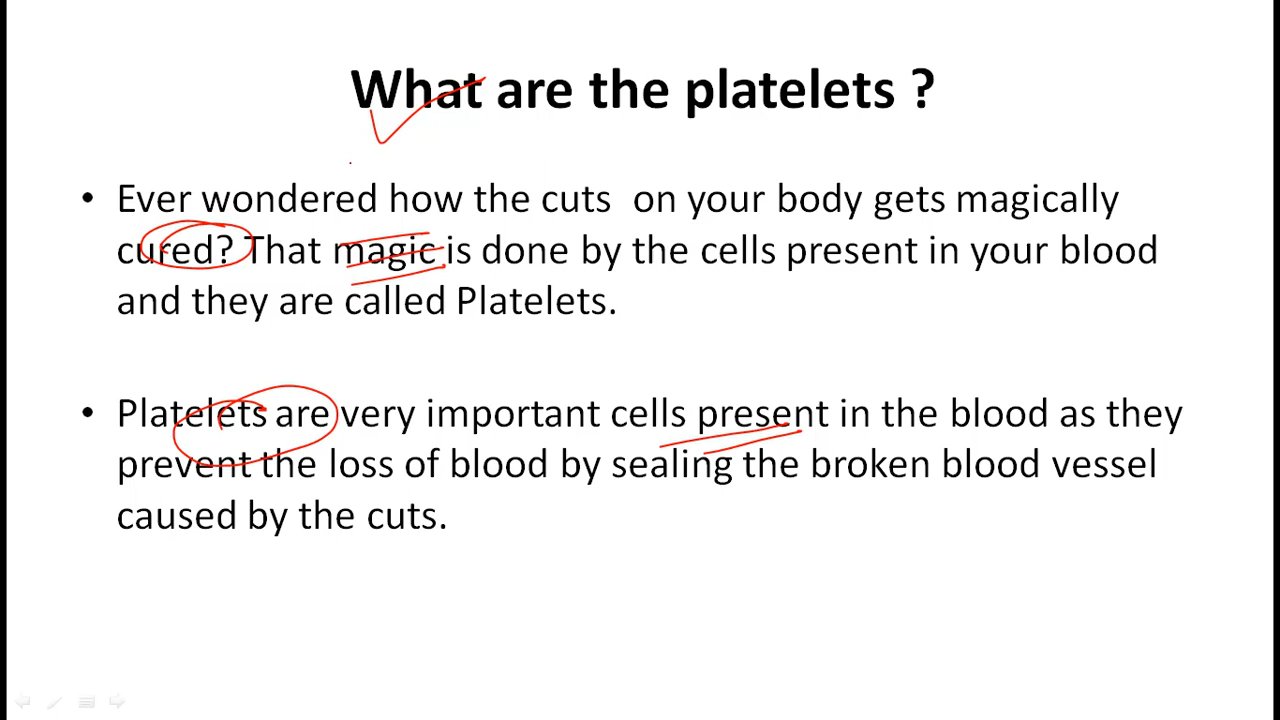 What are the platelets ?
• Ever wondered how the cuts  on your body gets magically
cured? That magic is done by the cells present in your blood
and they are called Platelets.
• Platelets are very important cells present in the blood as they
prevent the loss of blood by sealing the broken blood vessel
caused by the cuts.